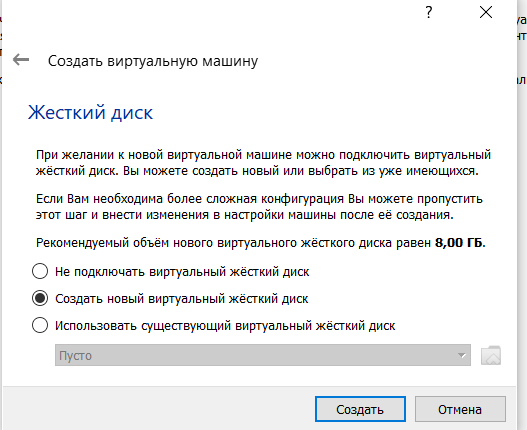 ?
Создать виртуальную машину
Жесткий диск
При желании к новой виртуальной машине можно подключить виртуальный
жёсткий диск. Вы можете создать новый или выбрать из уже имеющихся.
Если Вам необходима более сложная конфигурация Вы можете пропустить
этот шаг и внести изменения в настройки машины после её создания.
Рекомендуемый объём нового виртуального жёсткого диска равен 8,00 ГБ.
Не подключать виртуальный жёсткий диск
Создать новый виртуальный жёсткий диск
Использовать существующий виртуальный жёсткий диск
Пусто
Создать
Отмена